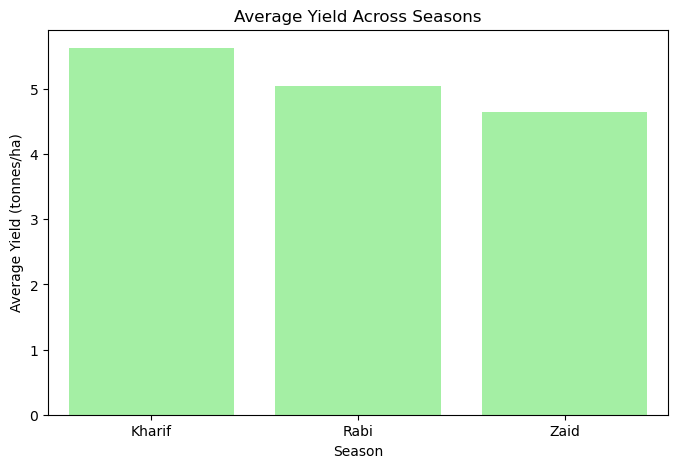 Average Yield Across Seasons
Average Yield (tonnes/ha)
5
4
3
2
1
0
Kharif
Rabi
Zaid
Season